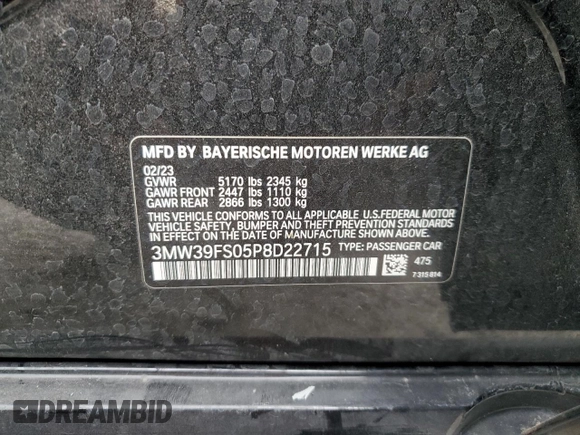 MFD BY BAYERISCHE MOTOREN WERKE AG
02/23
GVWR 5170 lbs 2345 kg
GAWR FRONT 2447 lbs 1110 kg
GAWR REAR 2866 lbs 1300 kg
THIS VEHICLE CONFORMS TO ALL APPLICABLE U.S.FEDERAL MOTOR
VEHICLE SAFETY, BUMPER AND THEFT PREVENTION STANDARDS
IN EFFECT ON THE DATE OF MANUFACTURE SHOWN ABOVE.
3MW39FS05P8D22715 TYPE: PASSENGER CAR
475
7 315 814
DREAMBID